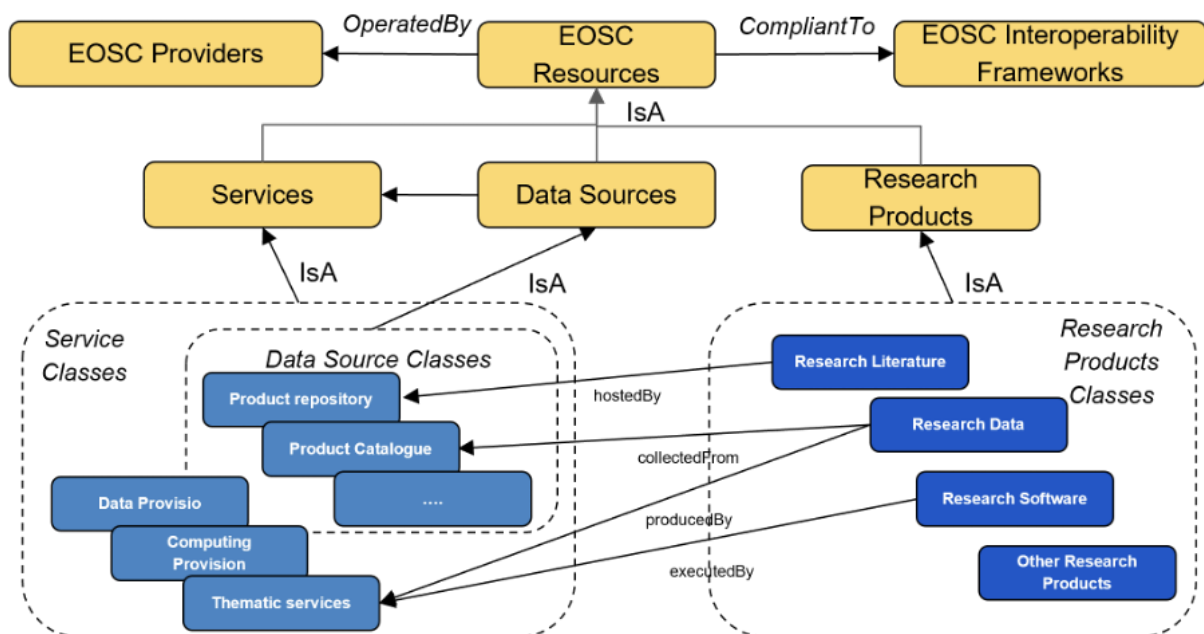 OperatedBy
CompliantTo
EOSC Providers
EOSC
Resources
EOSC Interoperability
Frameworks
IsA
Services
Data Sources
Research
Products
IsA
IsA
IsA
Service
Classes
Data Source Classes
Research
Products
Classes
Product repository
Research Literature
hostedBy
Product Catalogue
Research Data
collectedFrom
Data Provisio
....
Research Software
producedBy
Computing
Provision
executedBy
Other Research
Products
Thematic services